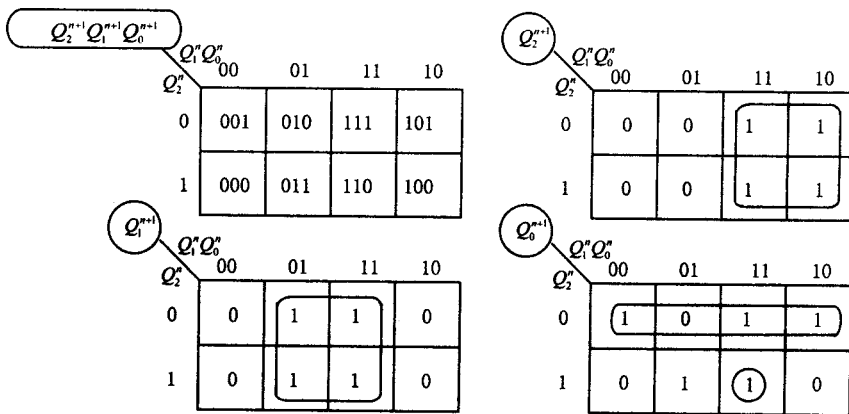 Q₂ⁿ⁺¹Q₁ⁿ⁺¹Q₀ⁿ⁺¹
Q₁ⁿQ₀ⁿ
Q₂ⁿ
00 01 11 10
0 001 010 111 101
1 000 011 110 100
Q₂ⁿ⁺¹
Q₁ⁿQ₀ⁿ
Q₂ⁿ
00 01 11 10
0 0 0 1 1
1 0 0 1 1
Q₁ⁿ⁺¹
Q₁ⁿQ₀ⁿ
Q₂ⁿ
00 01 11 10
0 0 1 1 0
1 0 1 1 0
Q₀ⁿ⁺¹
Q₁ⁿQ₀ⁿ
Q₂ⁿ
00 01 11 10
0 1 0 1 1
1 0 1 1 0